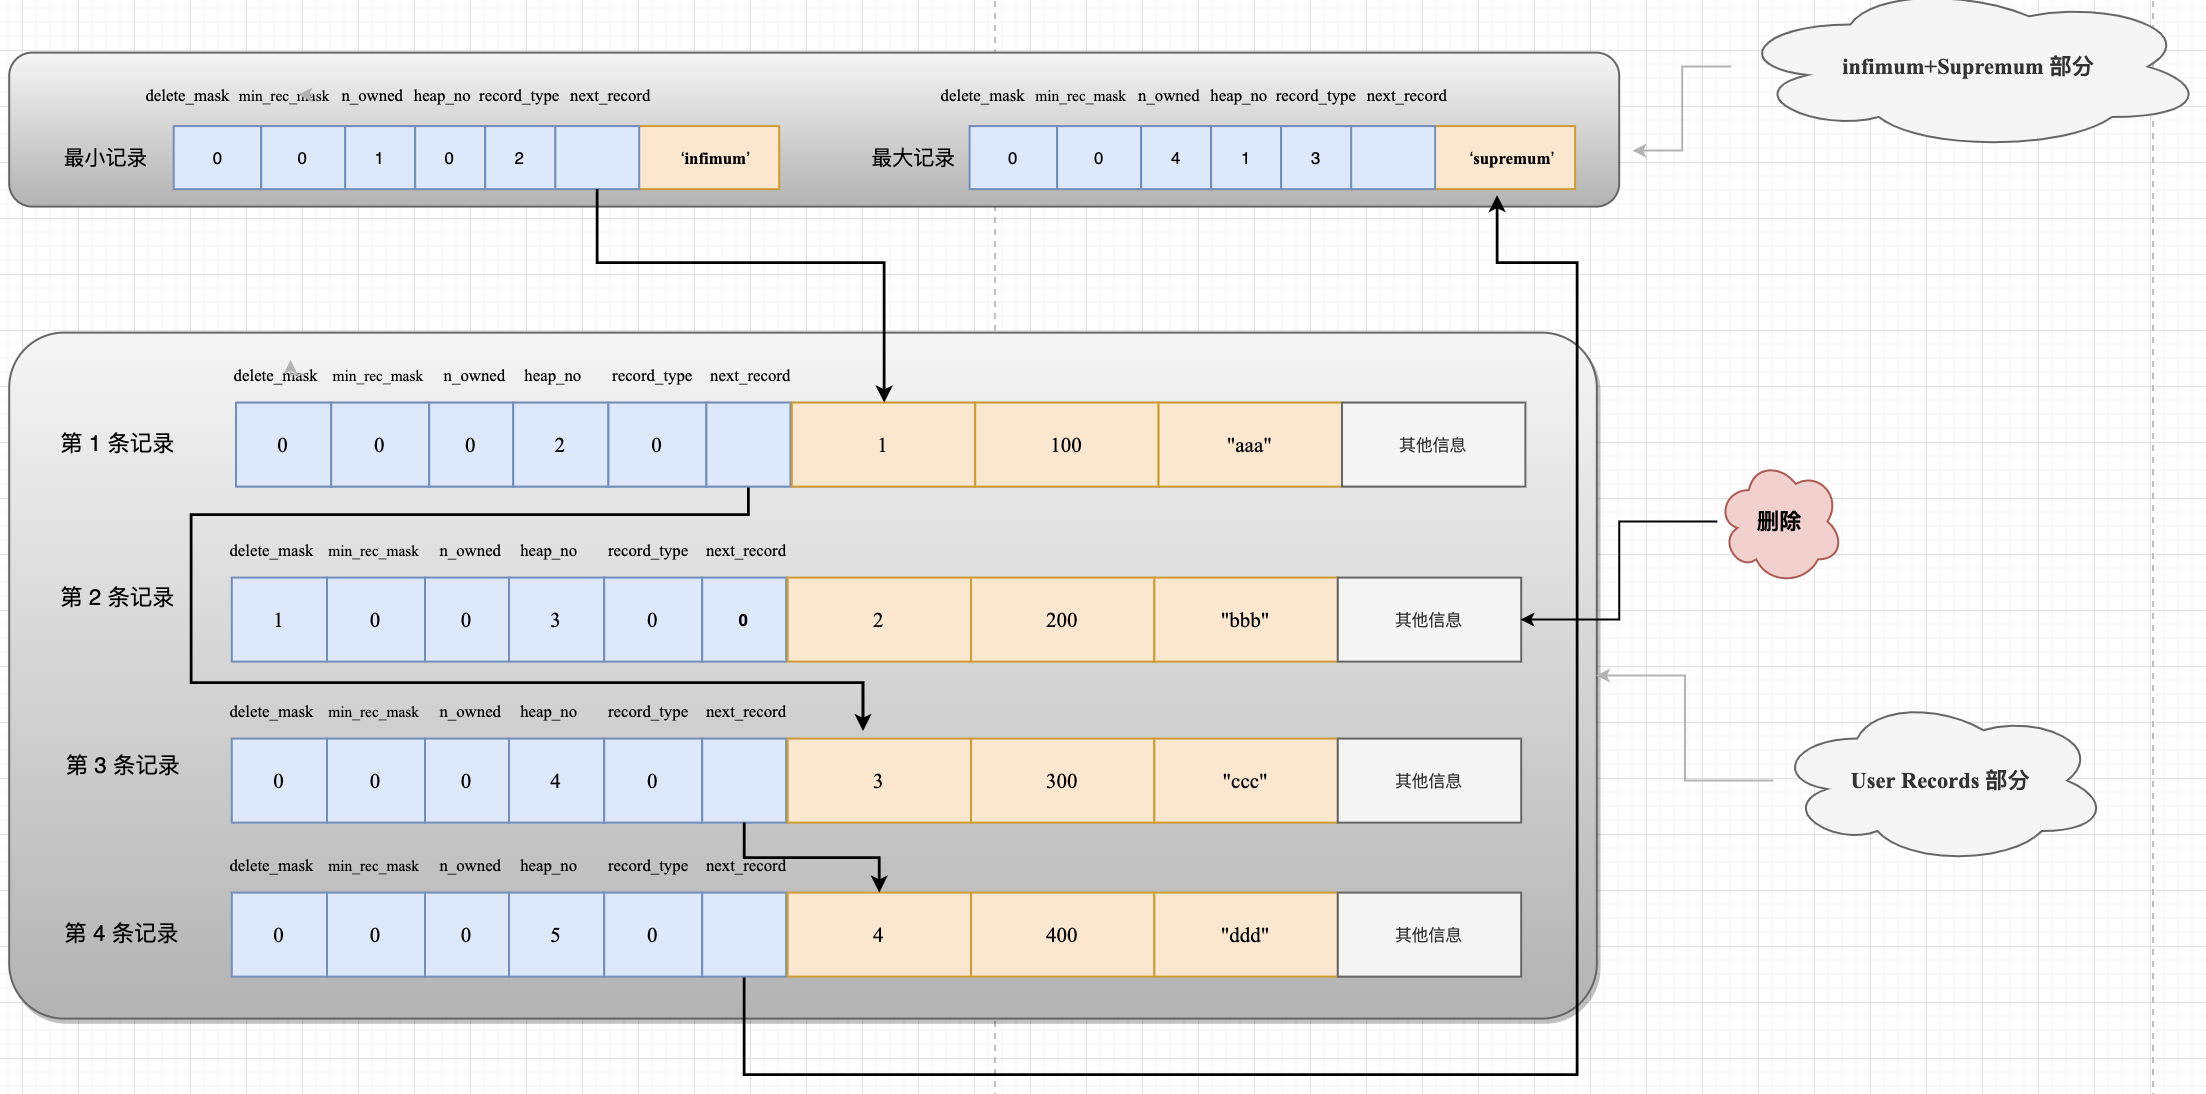 infimum+Supremum 部分
delete_mask min_rec_mask n_owned heap_no record_type next_record
最小记录 0 0 1 0 2 ‘infimum’
delete_mask min_rec_mask n_owned heap_no record_type next_record
最大记录 0 0 4 1 3 ‘supremum’
delete_mask min_rec_mask n_owned heap_no record_type next_record
第 1 条记录 0 0 0 2 0 1 100 "aaa" 其他信息
删除
delete_mask min_rec_mask n_owned heap_no record_type next_record
第 2 条记录 1 0 0 3 0 0 2 200 "bbb" 其他信息
delete_mask min_rec_mask n_owned heap_no record_type next_record
第 3 条记录 0 0 0 4 0 3 300 "ccc" 其他信息
User Records 部分
delete_mask min_rec_mask n_owned heap_no record_type next_record
第 4 条记录 0 0 0 5 0 4 400 "ddd" 其他信息